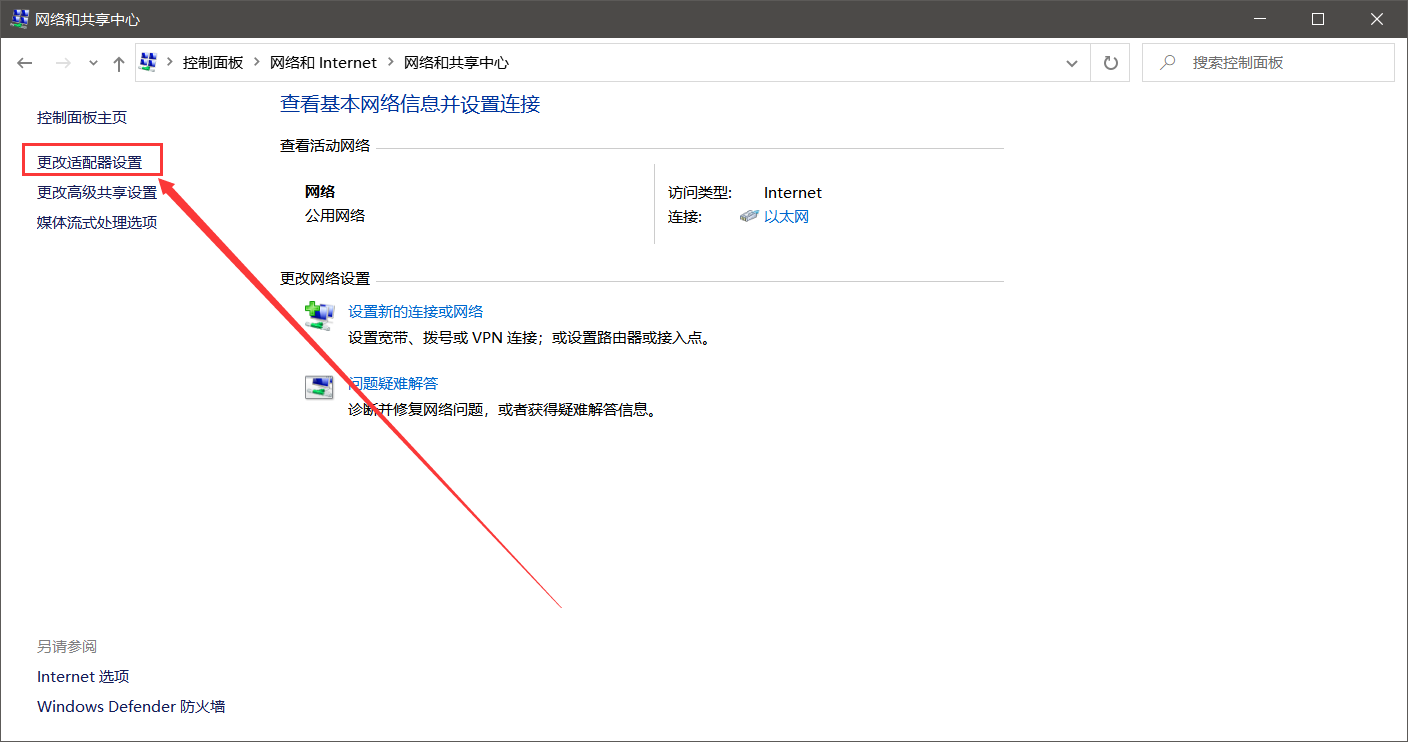 网络和共享中心
控制面板 网络和 Internet 网络和共享中心
搜索控制面板
控制面板主页
更改适配器设置
更改高级共享设置
媒体流式处理选项
查看基本网络信息并设置连接
查看活动网络
网络
公用网络
访问类型: Internet
连接: 以太网
更改网络设置
设置新的连接或网络
设置宽带、拨号或 VPN 连接；或设置路由器或接入点。
问题疑难解答
诊断并修复网络问题，或者获得疑难解答信息。
另请参阅
Internet 选项
Windows Defender 防火墙